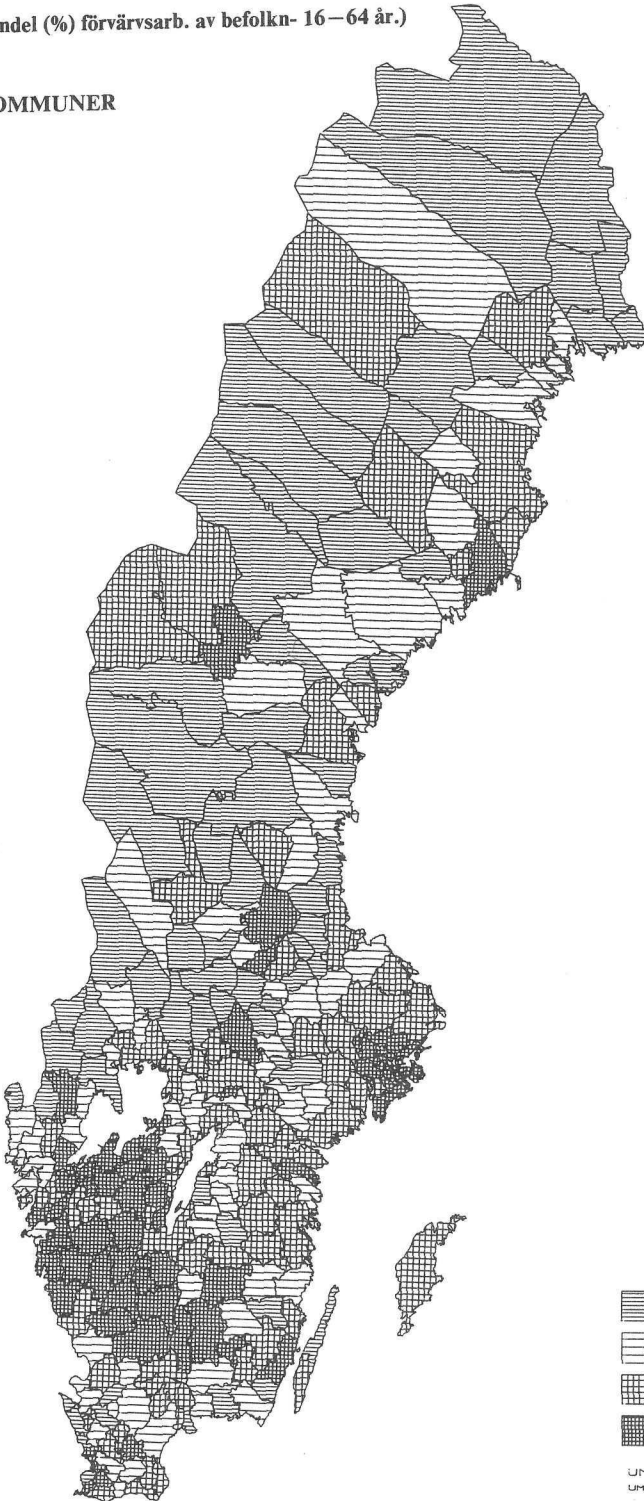 ndel (%) förvärvsarb. av befolkn- 16–64 år.)
OMMUNER